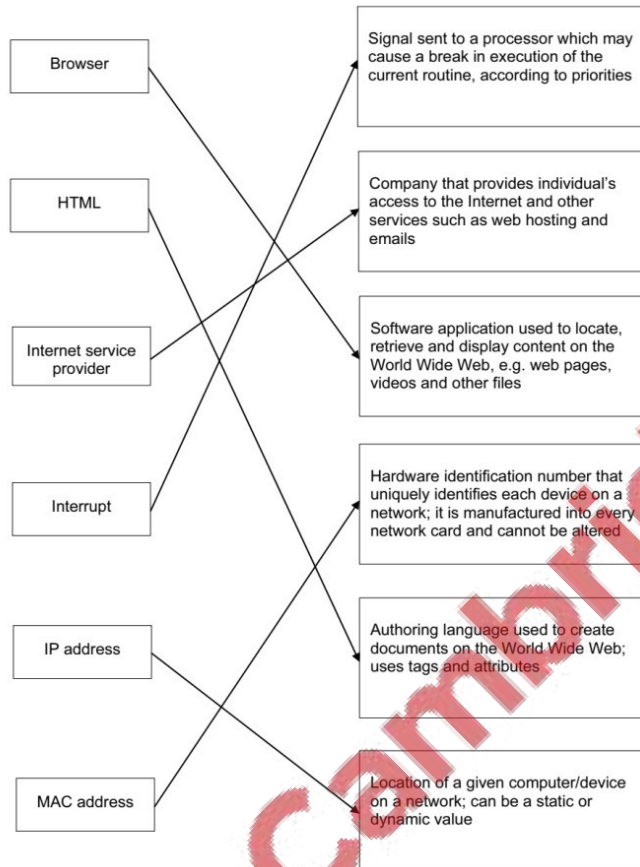 Browser
HTML
Internet service
provider
Interrupt
IP address
MAC address
Signal sent to a processor which may
cause a break in execution of the
current routine, according to priorities
Company that provides individual's
access to the Internet and other
services such as web hosting and
emails
Software application used to locate,
retrieve and display content on the
World Wide Web, e.g. web pages,
videos and other files
Hardware identification number that
uniquely identifies each device on a
network; it is manufactured into every
network card and cannot be altered
Authoring language used to create
documents on the World Wide Web;
uses tags and attributes
Location of a given computer/device
on a network; can be a static or
dynamic value
Cambri